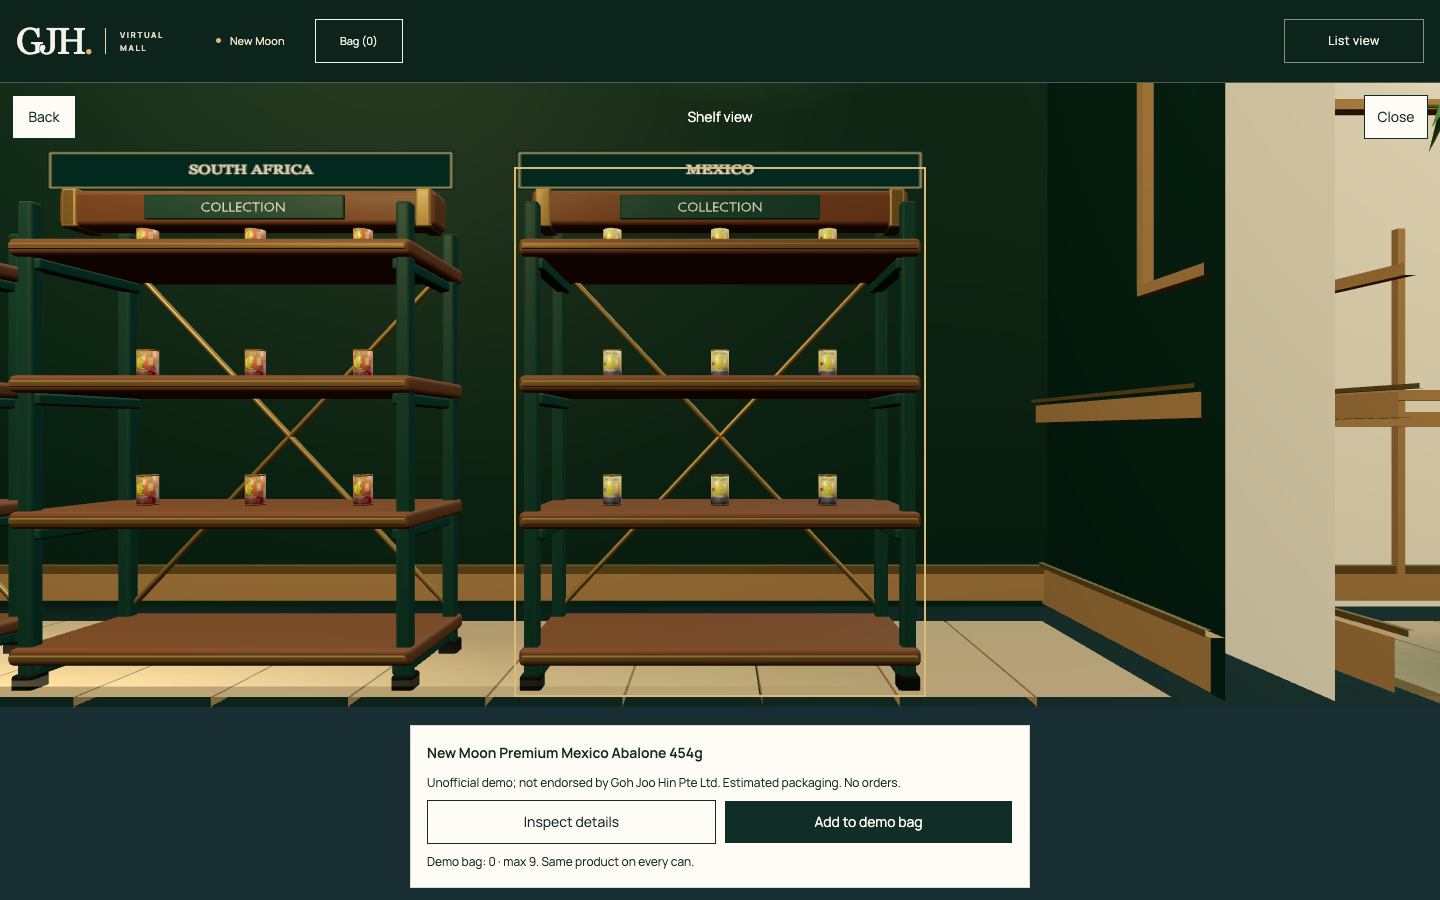 GJH.
VIRTUAL
MALL
New Moon
Bag (0)
List view
Back
Shelf view
Close
SOUTH AFRICA
MEXICO
COLLECTION
COLLECTION
New Moon Premium Mexico Abalone 454g
Unofficial demo; not endorsed by Goh Joo Hin Pte Ltd. Estimated packaging. No orders.
Inspect details
Add to demo bag
Demo bag: 0 · max 9. Same product on every can.